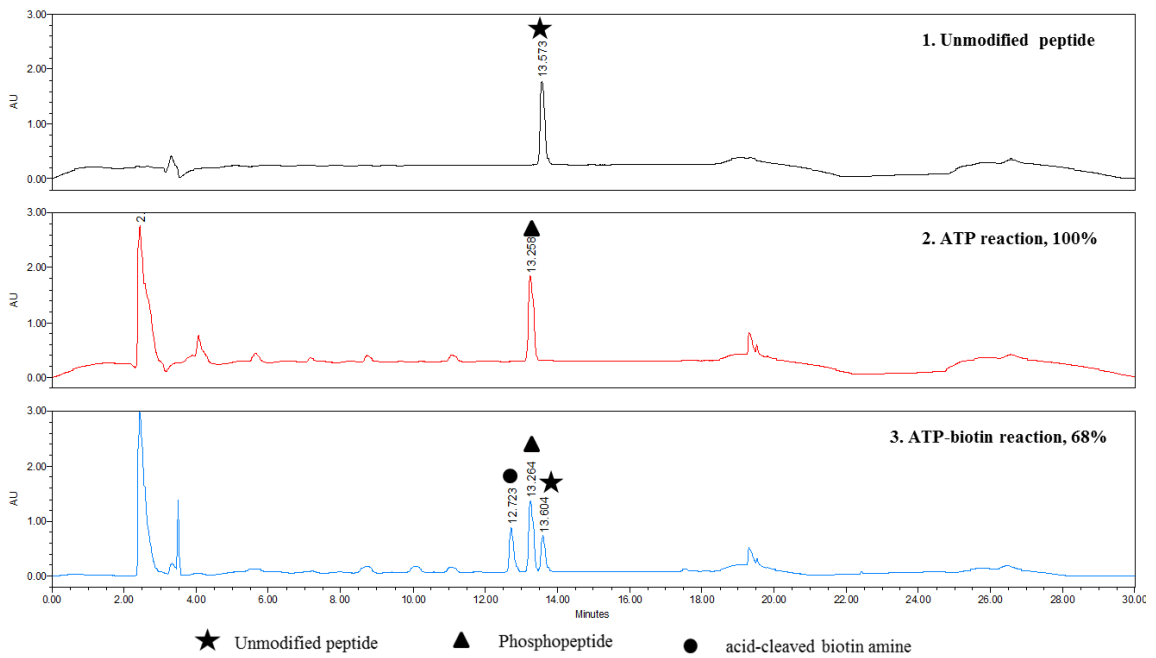 3.00
2.00
1.00
0.00
AU
13.573
1. Unmodified peptide
3.00
2.00
1.00
0.00
AU
2.
13.258
2. ATP reaction, 100%
3.00
2.00
1.00
0.00
AU
12.723
13.264
13.604
3. ATP-biotin reaction, 68%
0.00 2.00 4.00 6.00 8.00 10.00 12.00 14.00 16.00 18.00 20.00 22.00 24.00 26.00 28.00 30.00
Minutes
Unmodified peptide Phosphopeptide acid-cleaved biotin amine